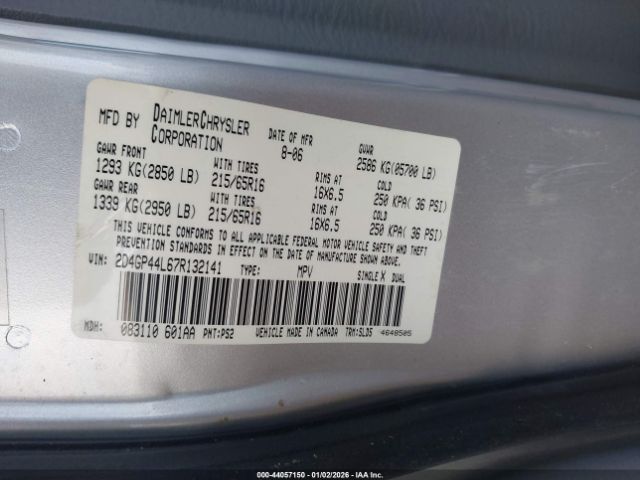 MFD BY DAIMLERCHRYSLER CORPORATION DATE OF MFR 8-06 GVWR 2586 KG(05700 LB)
GAWR FRONT 1293 KG(2850 LB) WITH TIRES 215/65R16 RIMS AT 16X6.5 COLD 250 KPA( 36 PSI)
GAWR REAR 1339 KG(2950 LB) WITH TIRES 215/65R16 RIMS AT 16X6.5 COLD 250 KPA( 36 PSI)
THIS VEHICLE CONFORMS TO ALL APPLICABLE FEDERAL MOTOR VEHICLE SAFETY AND THEFT
PREVENTION STANDARDS IN EFFECT ON THE DATE OF MANUFACTURE SHOWN ABOVE.
VIN: 2D4GP44L67R132141 TYPE: MPV SINGLE X DUAL
MDH: 083110 601AA PNT:PS2 VEHICLE MADE IN CANADA TRM:SLD5 4648505
000-44057150 | 01/02/2026 | IAA Inc.